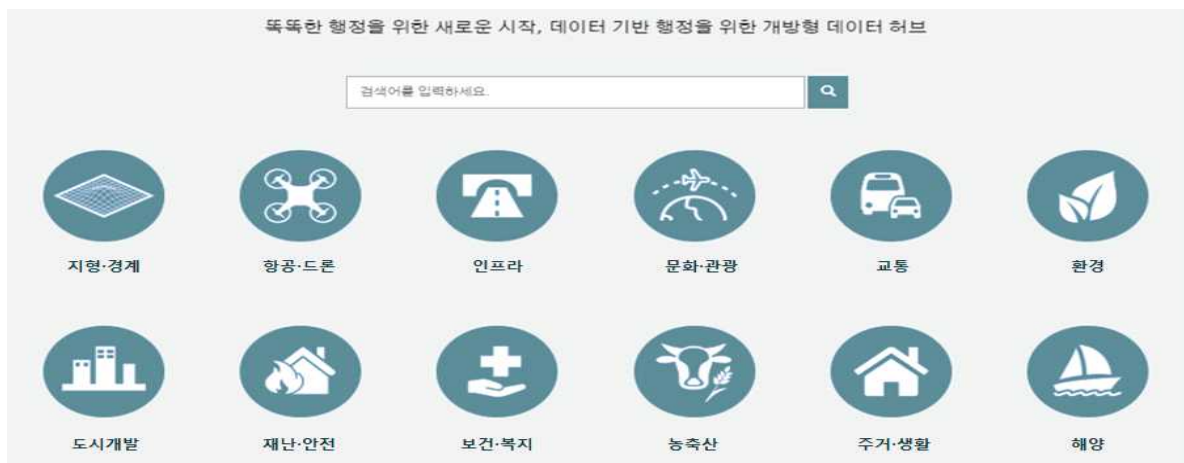 똑똑한 행정을 위한 새로운 시작, 데이터 기반 행정을 위한 개방형 데이터 허브
검색어를 입력하세요.
지형·경계 항공·드론 인프라 문화·관광 교통 환경
도시개발 재난·안전 보건·복지 농축산 주거·생활 해양